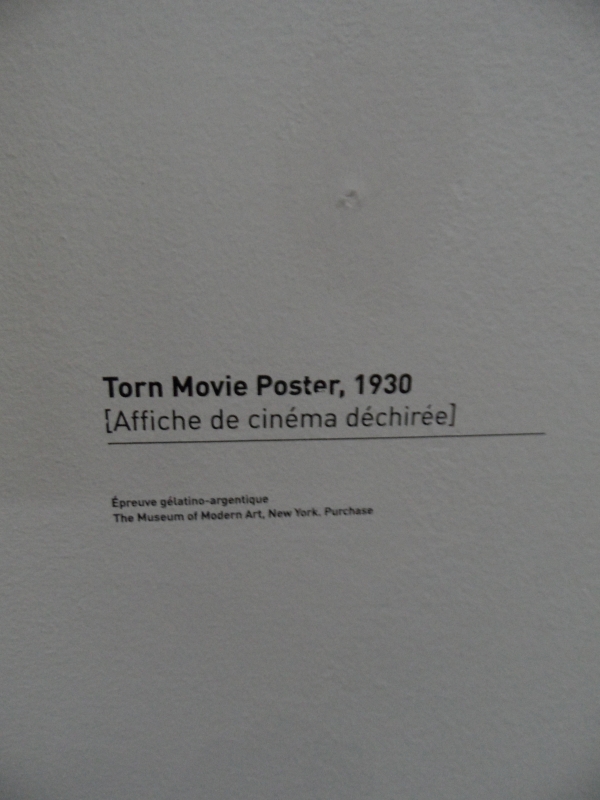 Torn Movie Poster, 1930
[Affiche de cinéma déchirée]
Épreuve gélatino-argentique
The Museum of Modern Art, New York. Purchase